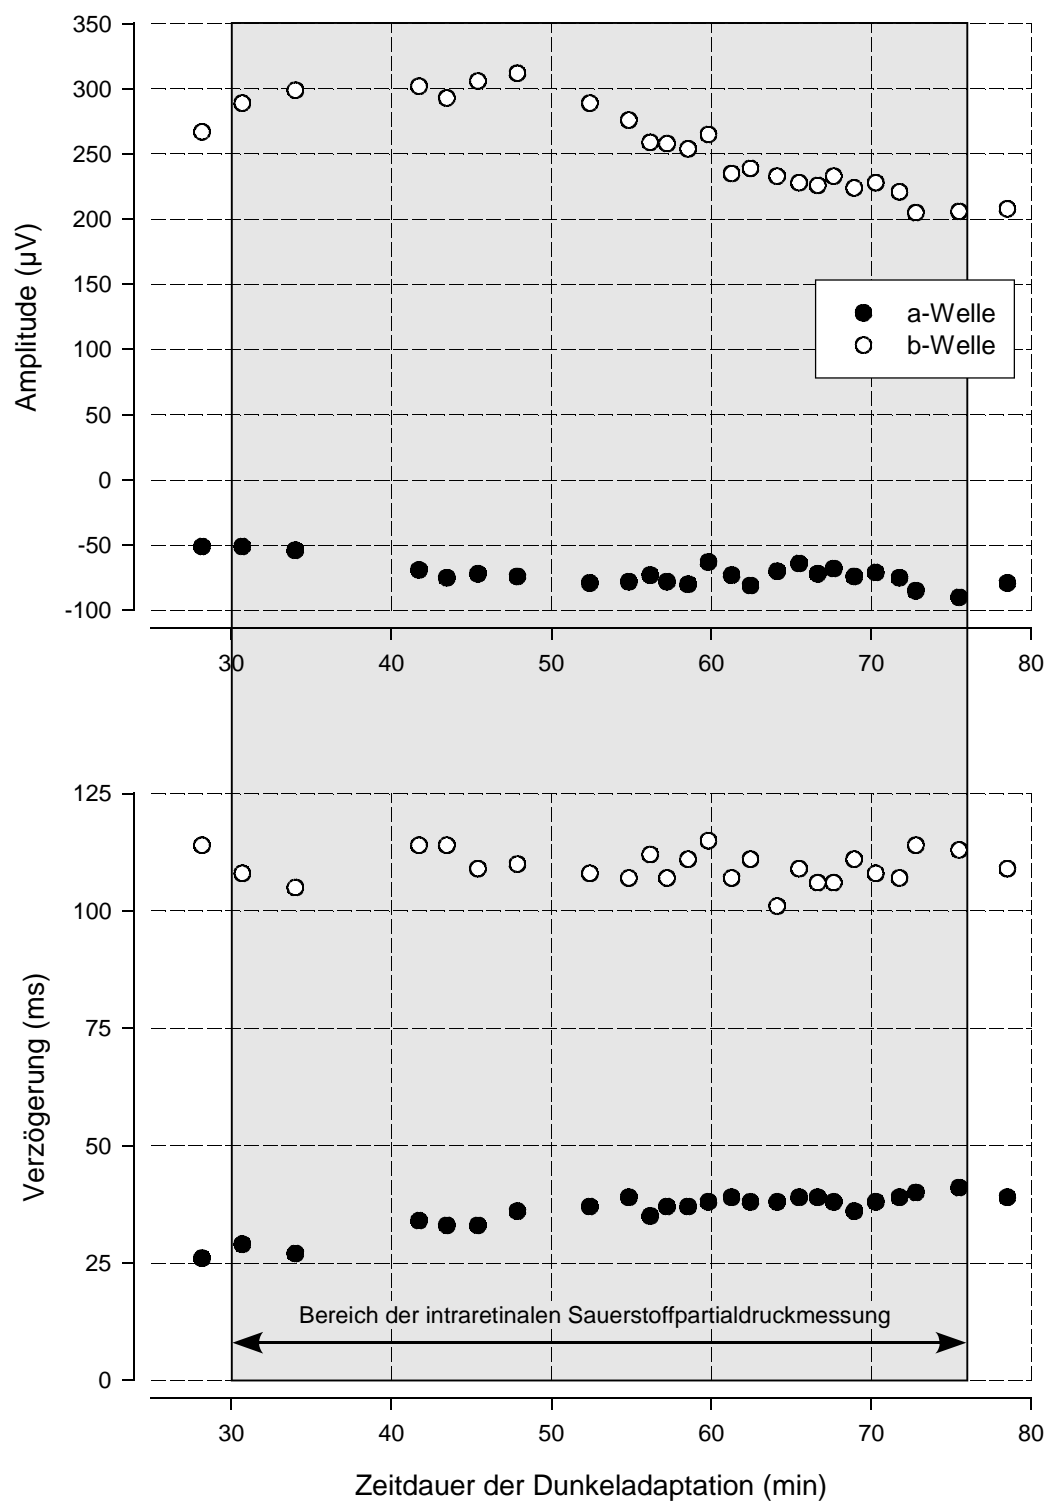 350
300
250
200
150
100
50
0
-50
-100
Amplitude (µV)
a-Welle
b-Welle
30 40 50 60 70 80
125
100
75
50
25
0
Verzögerung (ms)
Bereich der intraretinalen Sauerstoffpartialdruckmessung
30 40 50 60 70 80
Zeitdauer der Dunkeladaptation (min)